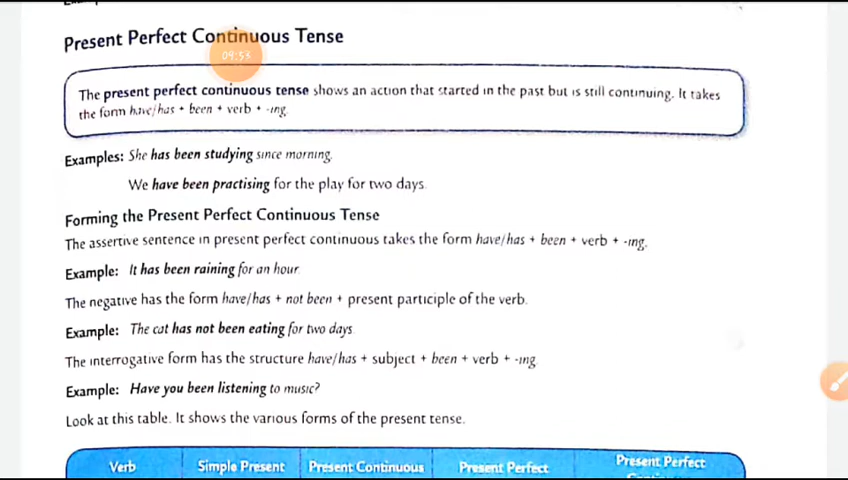 Present Perfect Continuous Tense
09:53
The present perfect continuous tense shows an action that started in the past but is still continuing. It takes
the form have/has + been + verb + -ing.
Examples: She has been studying since morning.
We have been practising for the play for two days.
Forming the Present Perfect Continuous Tense
The assertive sentence in present perfect continuous takes the form have/has + been + verb + -ing.
Example: It has been raining for an hour.
The negative has the form have/has + not been + present participle of the verb.
Example: The cat has not been eating for two days.
The interrogative form has the structure have/has + subject + been + verb + -ing.
Example: Have you been listening to music?
Look at this table. It shows the various forms of the present tense.
Verb Simple Present Present Continuous Present Perfect Present Perfect